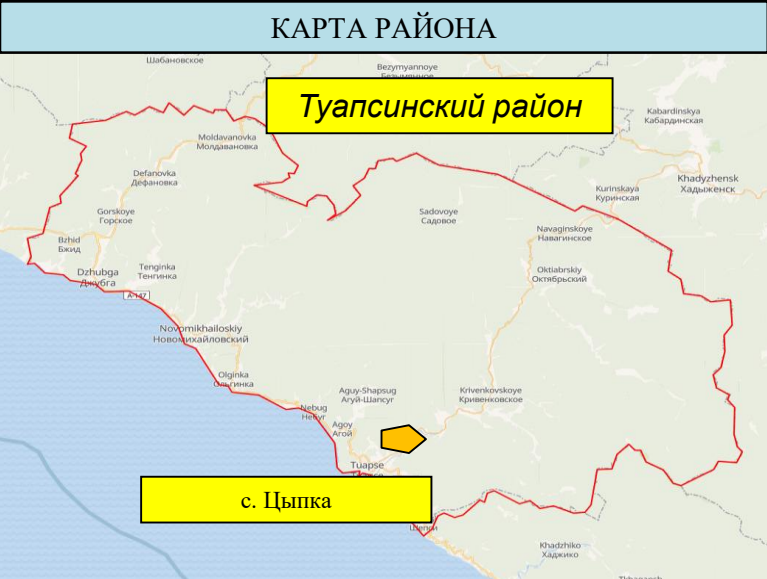 КАРТА РАЙОНА
Шабановское
Bezymyannoye
Безымянное
Туапсинский район
Kabardinskya
Кабардинская
Moldavanovka
Молдавановка
Defanovka
Дефановка
Khadyzhensk
Хадыженск
Kurinskaya
Куринская
Gorskoye
Горское
Sadovoye
Садовое
Navaginskoye
Навагинское
Bzhid
Бжид
Tenginka
Тенгинка
Dzhubga
Джубга
Oktiabrskiy
Октябрьский
A-147
Novomikhailoskiy
Новомихайловский
Olginka
Ольгинка
Aguy-Shapsug
Агуй-Шапсуг
Krivenkovskoye
Кривенковское
Nebug
Небуг
Agoy
Агой
Tuapse
с. Цыпка
Шепси
Khadzhiko
Хаджико